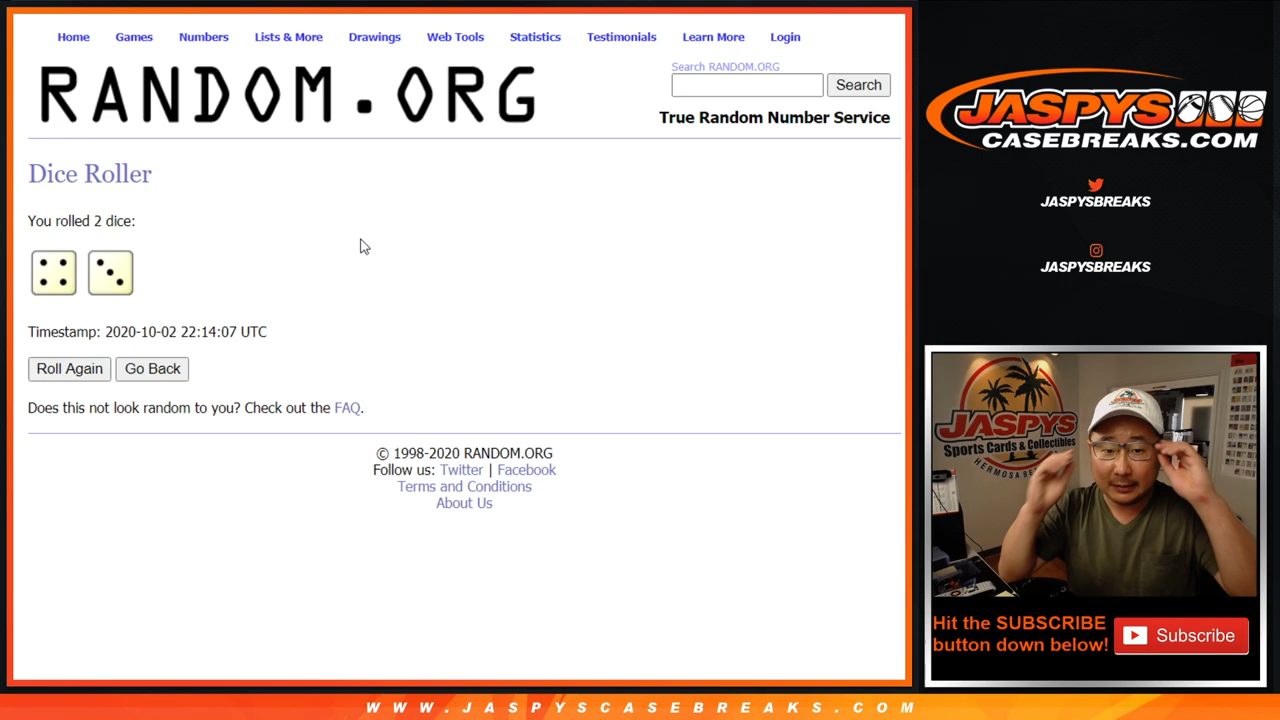 Home Games Numbers Lists & More Drawings Web Tools Statistics Testimonials Learn More Login
RANDOM.ORG
Search RANDOM.ORG
Search
True Random Number Service
Dice Roller
You rolled 2 dice:
Timestamp: 2020-10-02 22:14:07 UTC
Roll Again Go Back
Does this not look random to you? Check out the FAQ.
© 1998-2020 RANDOM.ORG
Follow us: Twitter | Facebook
Terms and Conditions
About Us
JASPYS
CASEBREAKS.COM
JASPYSBREAKS
JASPYSBREAKS
JASPYS
Sports Cards & Collectibles
HERMOSA BE
Hit the SUBSCRIBE
button down below!
Subscribe
WWW.JASPYSCASEBREAKS.COM